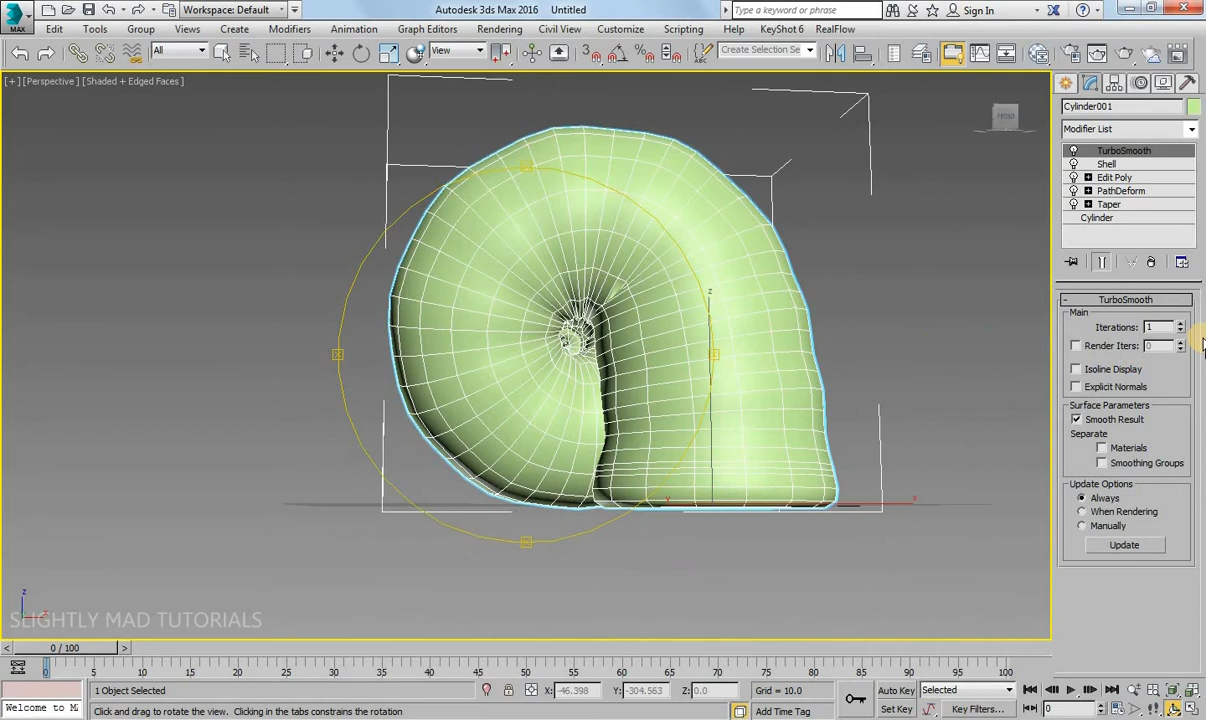 Workspace: Default
Autodesk 3ds Max 2016 Untitled
Type a keyword or phrase
Sign In
MAX
Edit Tools Group Views Create Modifiers Animation Graph Editors Rendering Civil View Customize Scripting Help KeyShot 6 RealFlow
All
View
Create Selection Se
[+] [Perspective] [Shaded + Edged Faces]
FRONT
Cylinder001
Modifier List
TurboSmooth
Shell
Edit Poly
PathDeform
Taper
Cylinder
TurboSmooth
Main
Iterations: 1
Render Iters: 0
Isoline Display
Explicit Normals
Surface Parameters
Smooth Result
Separate
Materials
Smoothing Groups
Update Options
Always
When Rendering
Manually
Update
z
y
x
z
x
SLIGHTLY MAD TUTORIALS
0 / 100
0 5 10 15 20 25 30 35 40 45 50 55 60 65 70 75 80 85 90 95 100
1 Object Selected
X: -46.398 Y: -304.563 Z: 0.0
Grid = 10.0
Auto Key Selected
Welcome to M
Click and drag to rotate the view. Clicking in the tabs constrains the rotation
Add Time Tag
Set Key
Key Filters...
0